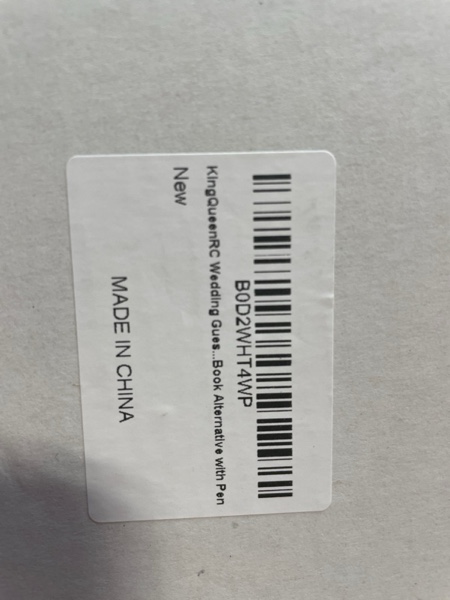 B0D2WHT4WP
KingQueenRC Wedding Gues...Book Alternative with Pen
New
MADE IN CHINA